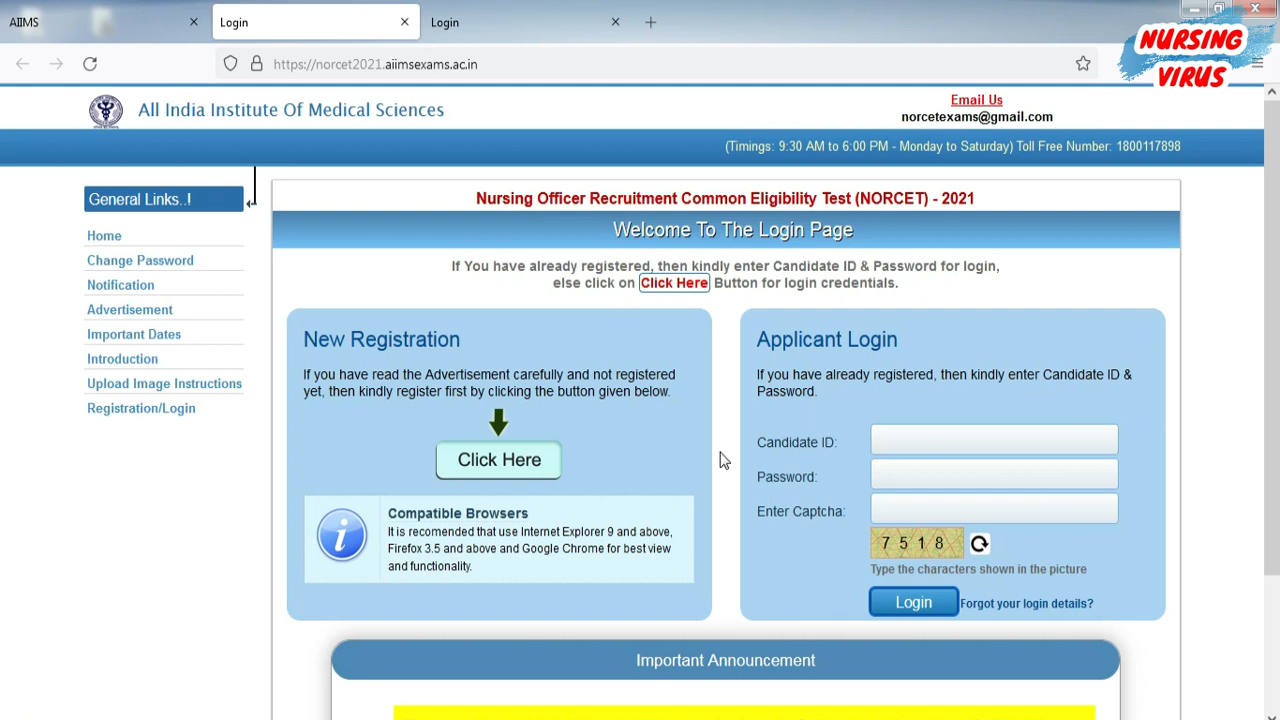 AIIMS
Login
Login
NURSING
VIRUS
https://norcet2021.aiimsexams.ac.in
All India Institute Of Medical Sciences
Email Us
norcetexams@gmail.com
(Timings: 9:30 AM to 6:00 PM - Monday to Saturday) Toll Free Number: 1800117898
General Links..!
Home
Change Password
Notification
Advertisement
Important Dates
Introduction
Upload Image Instructions
Registration/Login
Nursing Officer Recruitment Common Eligibility Test (NORCET) - 2021
Welcome To The Login Page
If You have already registered, then kindly enter Candidate ID & Password for login,
else click on Click Here Button for login credentials.
New Registration
If you have read the Advertisement carefully and not registered
yet, then kindly register first by clicking the button given below.
Click Here
Compatible Browsers
It is recomended that use Internet Explorer 9 and above,
Firefox 3.5 and above and Google Chrome for best view
and functionality.
Applicant Login
If you have already registered, then kindly enter Candidate ID &
Password.
Candidate ID:
Password:
Enter Captcha:
7 5 1 8
Type the characters shown in the picture
Login Forgot your login details?
Important Announcement